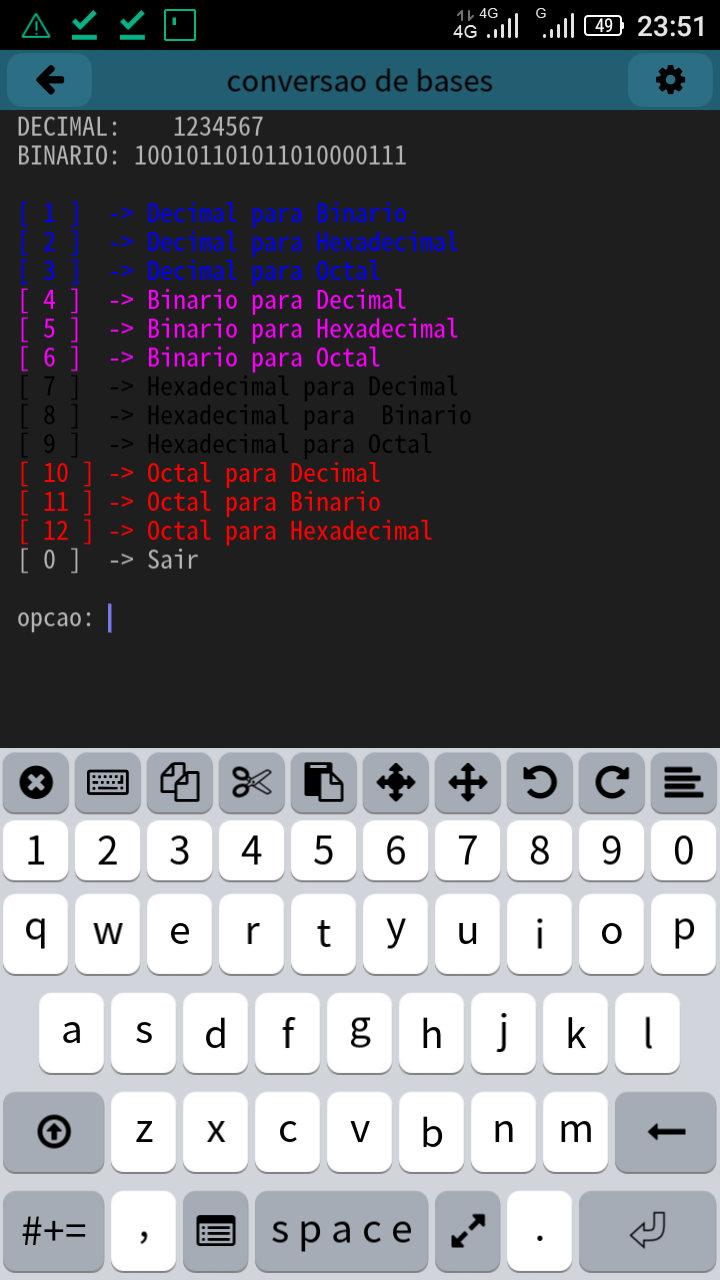 4G 4G G 49 23:51
conversao de bases
DECIMAL:    1234567
BINARIO: 100101101011010000111
[ 1 ]  -> Decimal para Binario
[ 2 ]  -> Decimal para Hexadecimal
[ 3 ]  -> Decimal para Octal
[ 4 ]  -> Binario para Decimal
[ 5 ]  -> Binario para Hexadecimal
[ 6 ]  -> Binario para Octal
[ 7 ]  -> Hexadecimal para Decimal
[ 8 ]  -> Hexadecimal para  Binario
[ 9 ]  -> Hexadecimal para Octal
[ 10 ] -> Octal para Decimal
[ 11 ] -> Octal para Binario
[ 12 ] -> Octal para Hexadecimal
[ 0 ]  -> Sair
opcao:
1 2 3 4 5 6 7 8 9 0
q w e r t y u i o p
a s d f g h j k l
z x c v b n m
#+= , space .